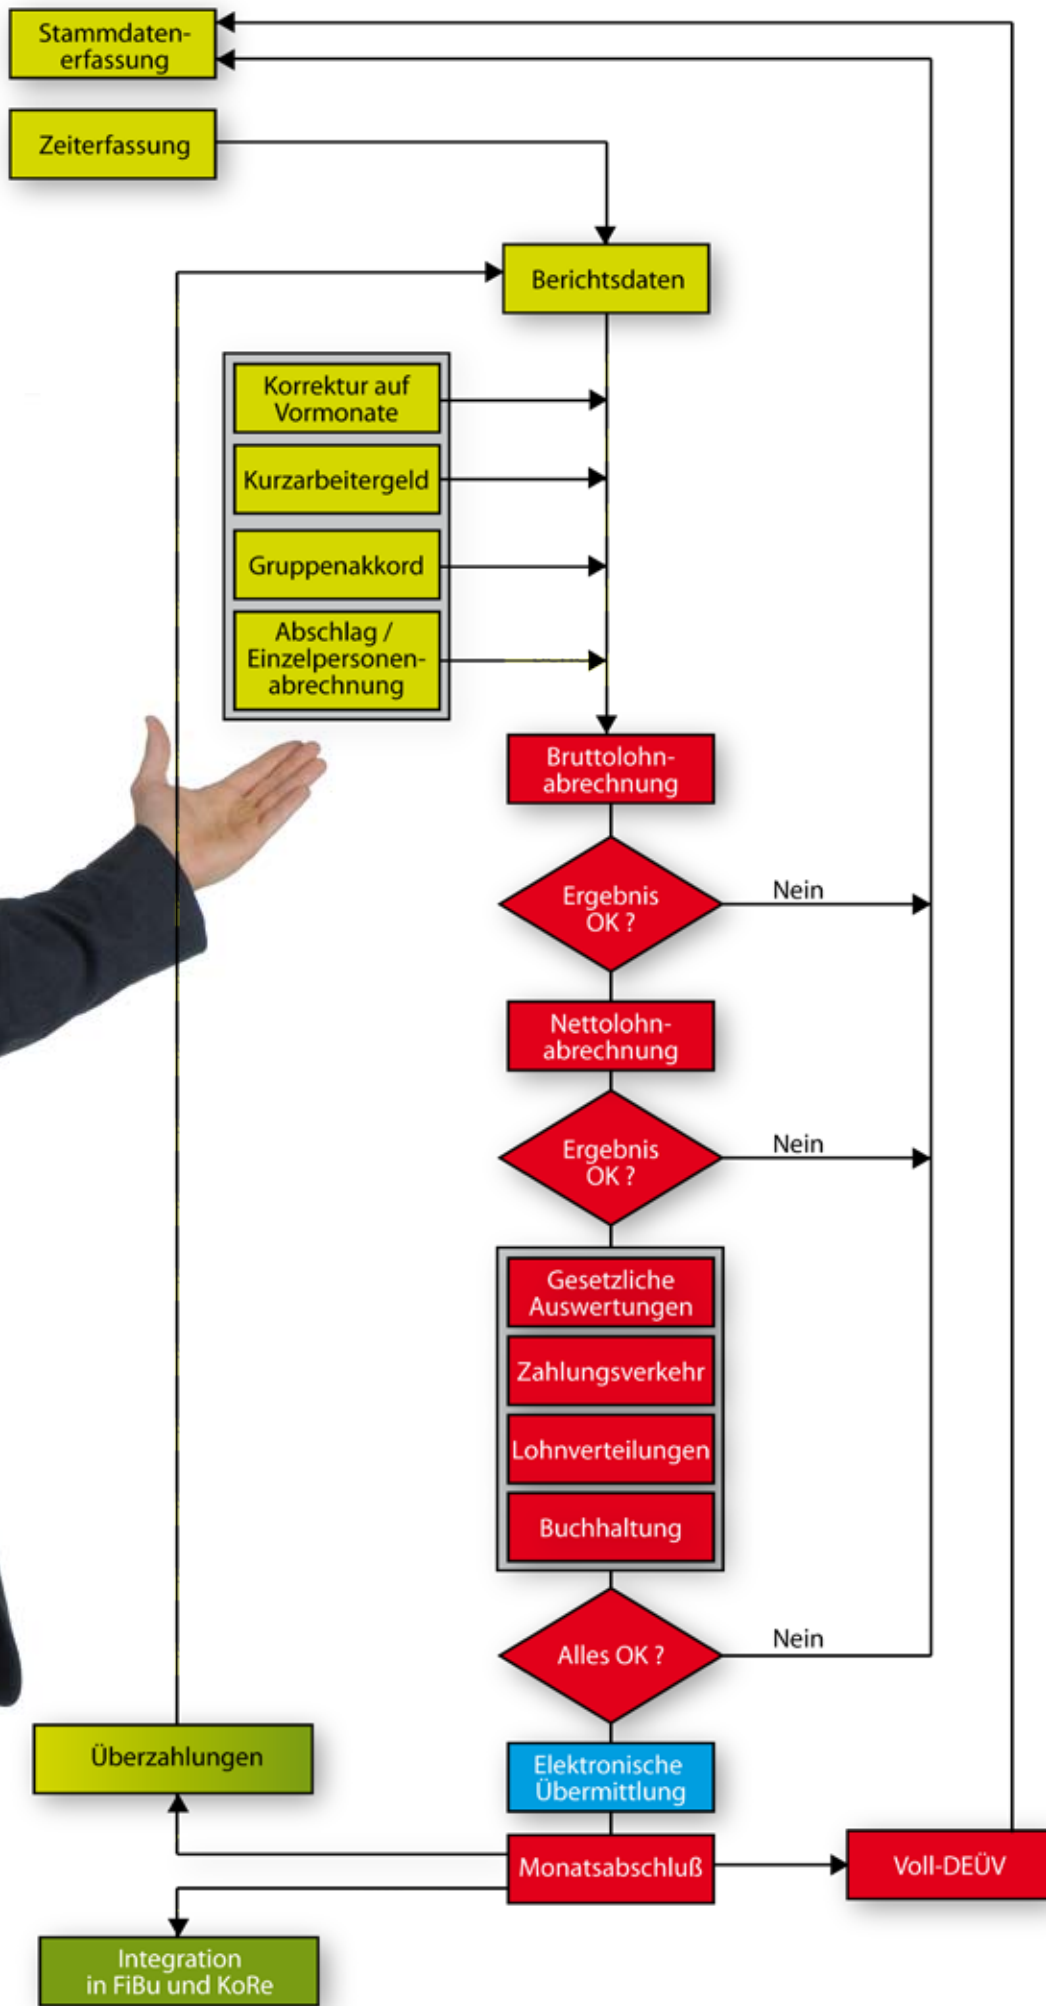 Stammdaten-
erfassung
Zeiterfassung
Berichtsdaten
Korrektur auf
Vormonate
Kurzarbeitergeld
Gruppenakkord
Abschlag /
Einzelpersonen-
abrechnung
Bruttolohn-
abrechnung
Ergebnis
OK ?
Nein
Nettolohn-
abrechnung
Ergebnis
OK ?
Nein
Gesetzliche
Auswertungen
Zahlungsverkehr
Lohnverteilungen
Buchhaltung
Alles OK ?
Nein
Überzahlungen
Elektronische
Übermittlung
Monatsabschluß
Voll-DEÜV
Integration
in FiBu und KoRe